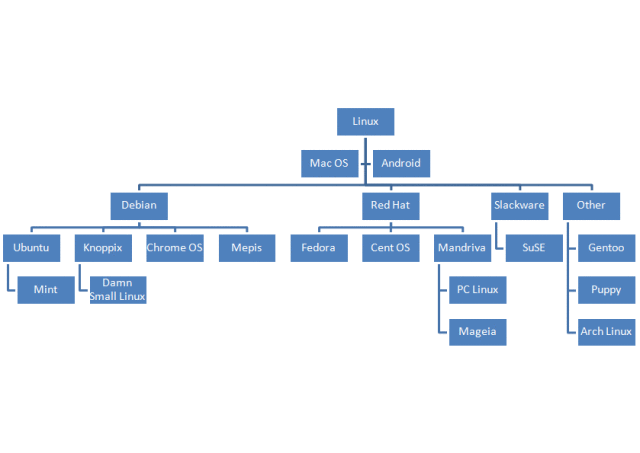 Linux
Mac OS
Android
Debian
Red Hat
Slackware
Other
Ubuntu
Knoppix
Chrome OS
Mepis
Fedora
Cent OS
Mandriva
SuSE
Gentoo
Mint
Damn
Small Linux
PC Linux
Puppy
Mageia
Arch Linux